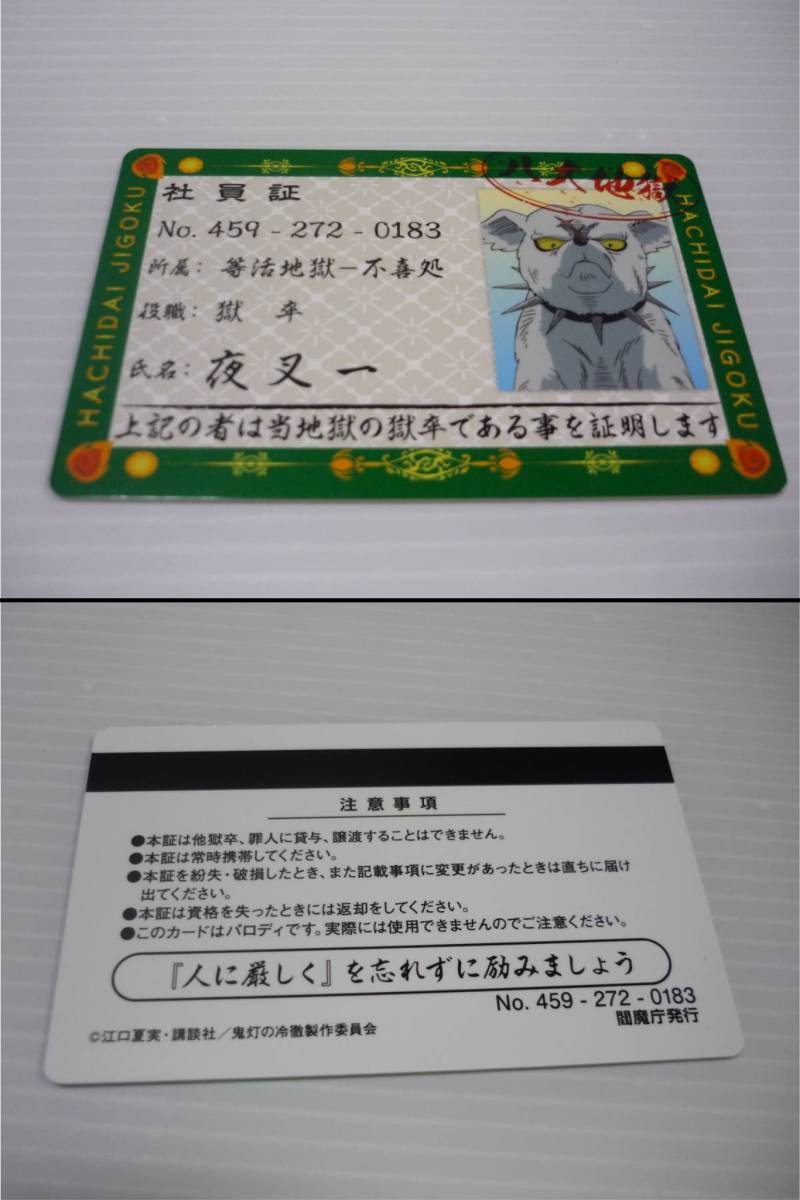 社員証
八大地獄
No. 459 - 272 - 0183
所属: 等活地獄－不喜処
役職: 獄 卒
氏名: 夜叉一
上記の者は当地獄の獄卒である事を証明します
HACHIDAI JIGOKU
HACHIDAI JIGOKU
注意事項
●本証は他獄卒、罪人に貸与、譲渡することはできません。
●本証は常時携帯してください。
●本証を紛失・破損したとき、また記載事項に変更があったときは直ちに届け
出てください。
●本証は資格を失ったときには返却をしてください。
●このカードはパロディです。実際には使用できませんのでご注意ください。
『人に厳しく』を忘れずに励みましょう
No. 459 - 272 - 0183
閻魔庁発行
©江口夏実・講談社／鬼灯の冷徹製作委員会